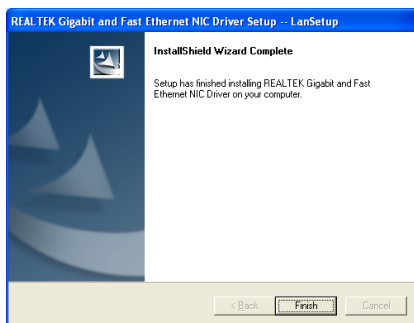 REALTEK Gigabit and Fast Ethernet NIC Driver Setup -- LanSetup
InstallShield Wizard Complete
Setup has finished installing REALTEK Gigabit and Fast
Ethernet NIC Driver on your computer.
< Back
Finish
Cancel